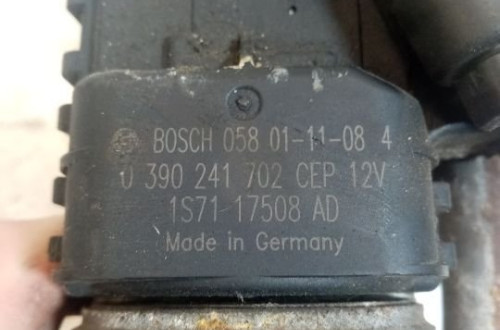 BOSCH 058 01-11-08 4
0 390 241 702 CEP 12V
1S71-17508 AD
Made in Germany